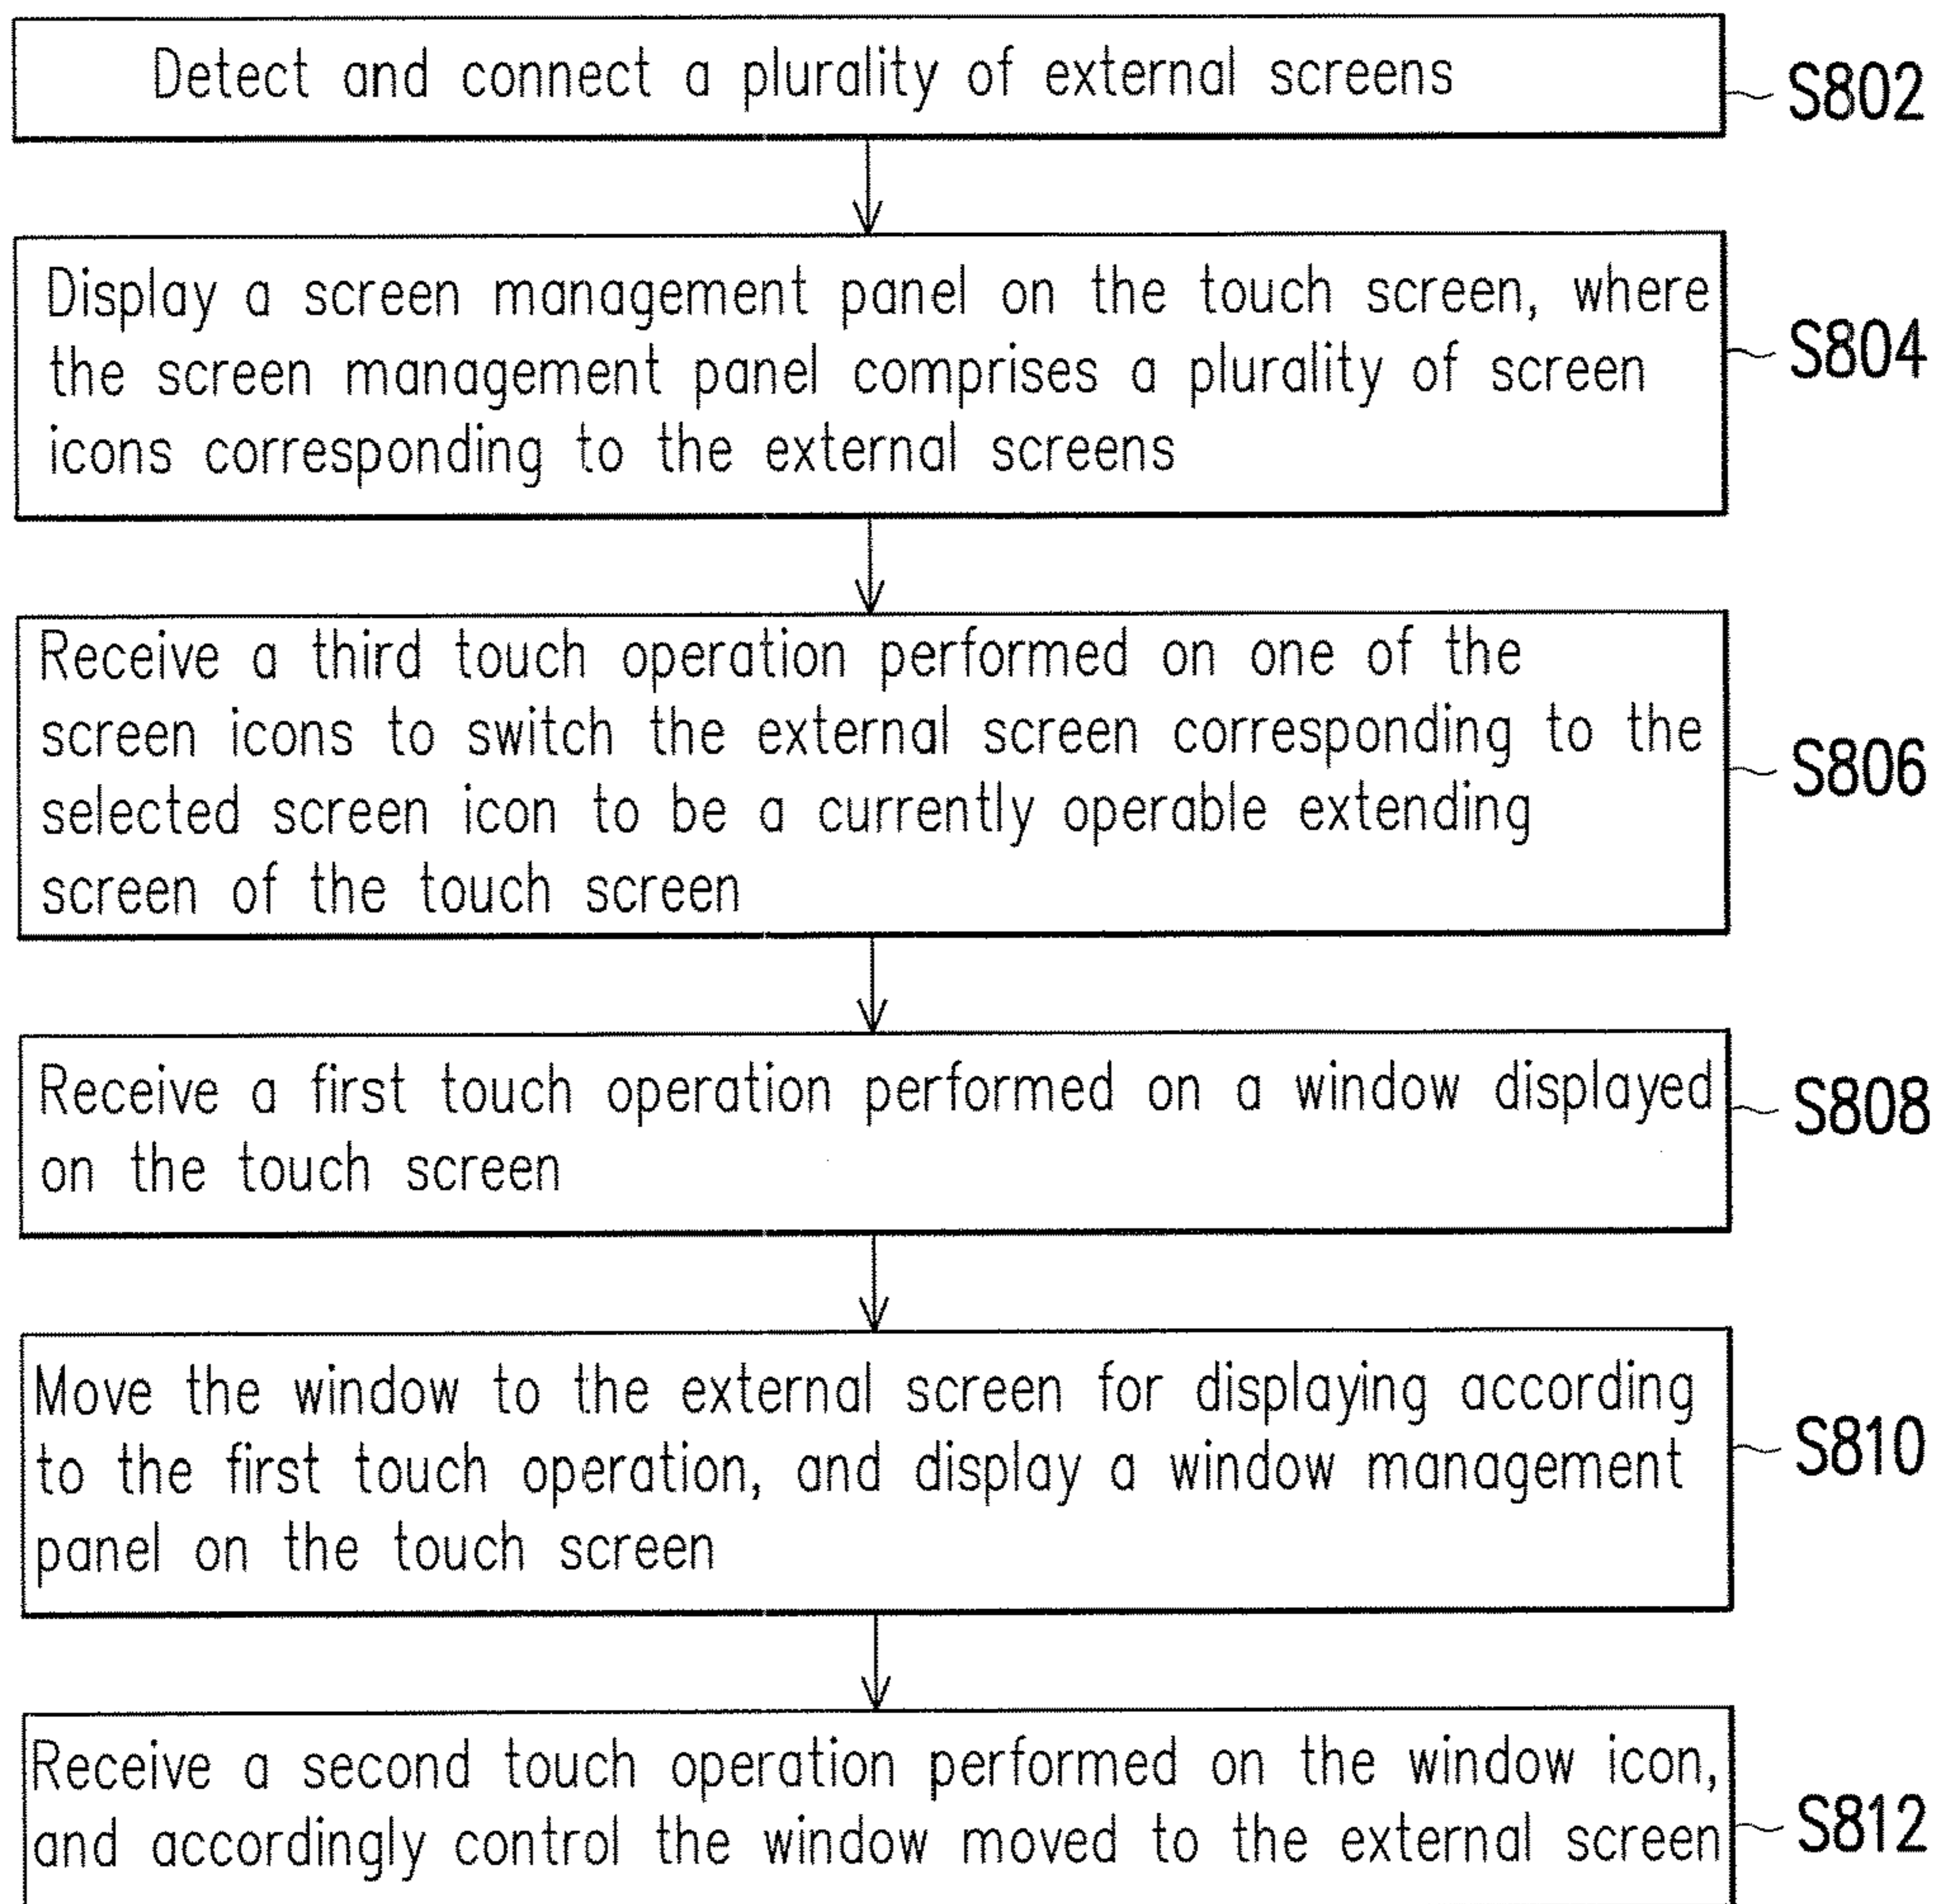 Detect and connect a plurality of external screens
S802
Display a screen management panel on the touch screen, where
the screen management panel comprises a plurality of screen
icons corresponding to the external screens
S804
Receive a third touch operation performed on one of the
screen icons to switch the external screen corresponding to the
selected screen icon to be a currently operable extending
screen of the touch screen
S806
Receive a first touch operation performed on a window displayed
on the touch screen
S808
Move the window to the external screen for displaying according
to the first touch operation, and display a window management
panel on the touch screen
S810
Receive a second touch operation performed on the window icon,
and accordingly control the window moved to the external screen
S812